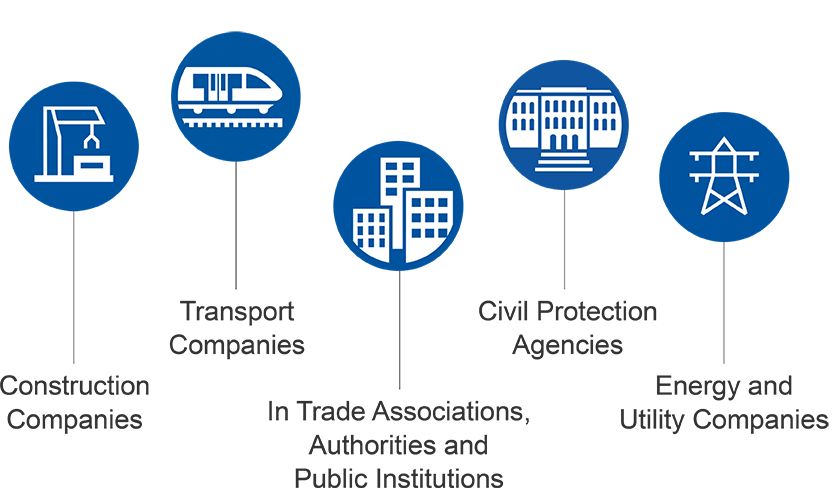 Construction
Companies
Transport
Companies
In Trade Associations,
Authorities and
Public Institutions
Civil Protection
Agencies
Energy and
Utility Companies